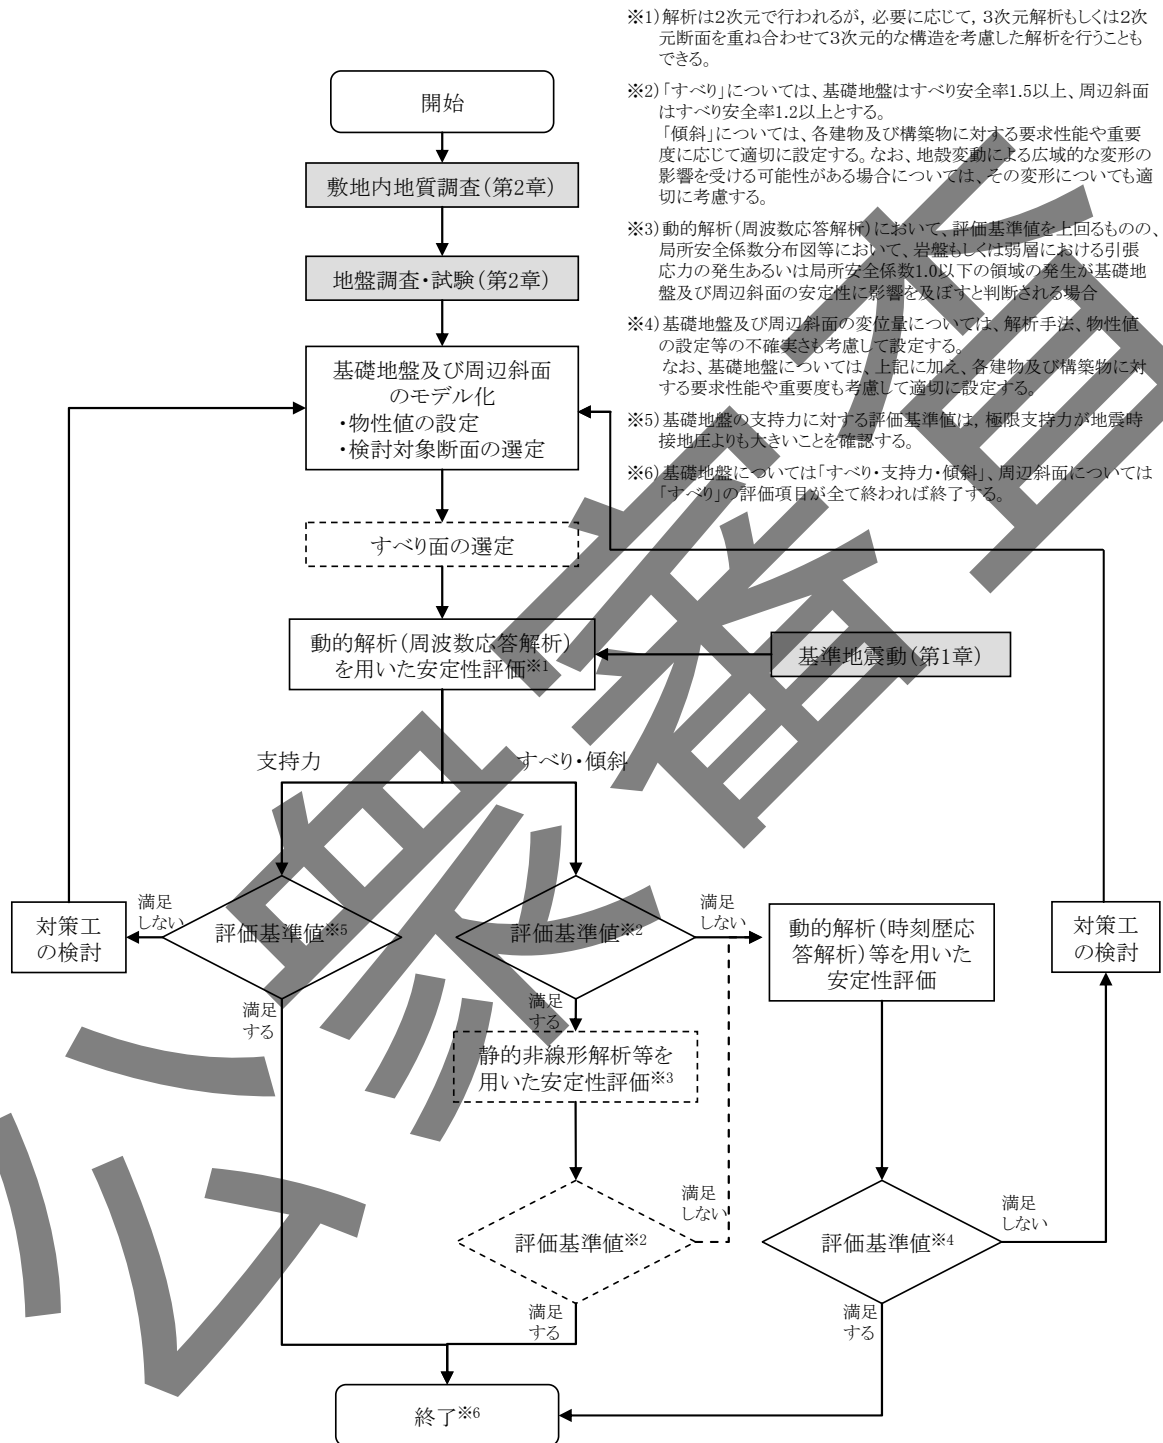 ※1)解析は2次元で行われるが，必要に応じて，3次元解析もしくは2次
元断面を重ね合わせて3次元的な構造を考慮した解析を行うことも
できる。
※2)「すべり」については、基礎地盤はすべり安全率1.5以上、周辺斜面
はすべり安全率1.2以上とする。
「傾斜」については、各建物及び構築物に対する要求性能や重要
度に応じて適切に設定する。なお、地殻変動による広域的な変形の
影響を受ける可能性がある場合については、その変形についても適
切に考慮する。
※3)動的解析(周波数応答解析)において、評価基準値を上回るものの、
局所安全係数分布図等において、岩盤もしくは弱層における引張
応力の発生あるいは局所安全係数1.0以下の領域の発生が基礎地
盤及び周辺斜面の安定性に影響を及ぼすと判断される場合
※4)基礎地盤及び周辺斜面の変位量については、解析手法、物性値
の設定等の不確実さも考慮して設定する。
なお、基礎地盤については、上記に加え、各建物及び構築物に対
する要求性能や重要度も考慮して適切に設定する。
※5)基礎地盤の支持力に対する評価基準値は，極限支持力が地震時
接地圧よりも大きいことを確認する。
※6)基礎地盤については「すべり・支持力・傾斜」、周辺斜面については
「すべり」の評価項目が全て終われば終了する。
開始
敷地内地質調査(第2章)
地盤調査・試験(第2章)
基礎地盤及び周辺斜面
のモデル化
・物性値の設定
・検討対象断面の選定
すべり面の選定
動的解析(周波数応答解析)
を用いた安定性評価※1
基準地震動(第1章)
支持力
すべり・傾斜
対策工
の検討
満足
しない
評価基準値※5
評価基準値※2
満足
しない
動的解析(時刻歴応
答解析)等を用いた
安定性評価
対策工
の検討
満足
する
満足
する
静的非線形解析等を
用いた安定性評価※3
評価基準値※2
満足
しない
評価基準値※4
満足
しない
満足
する
満足
する
終了※6
公衆審査